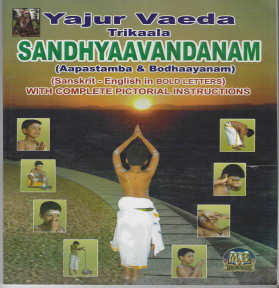 Yajur Vaeda
Trikaala
SANDHYAAVANDANAM
(Aapastamba & Bodhaayanam)
(Sanskrit - English in BOLD LETTERS)
WITH COMPLETE PICTORIAL INSTRUCTIONS